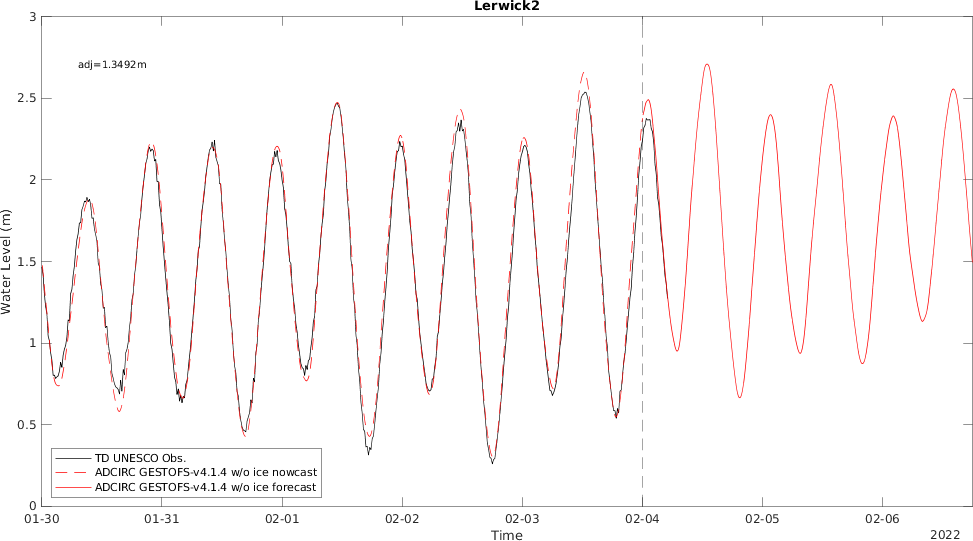 Lerwick2
3
2.5
2
1.5
1
0.5
0
Water Level (m)
adj=1.3492m
TD UNESCO Obs.
ADCIRC GESTOFS-v4.1.4 w/o ice nowcast
ADCIRC GESTOFS-v4.1.4 w/o ice forecast
01-30 01-31 02-01 02-02 02-03 02-04 02-05 02-06
Time
2022